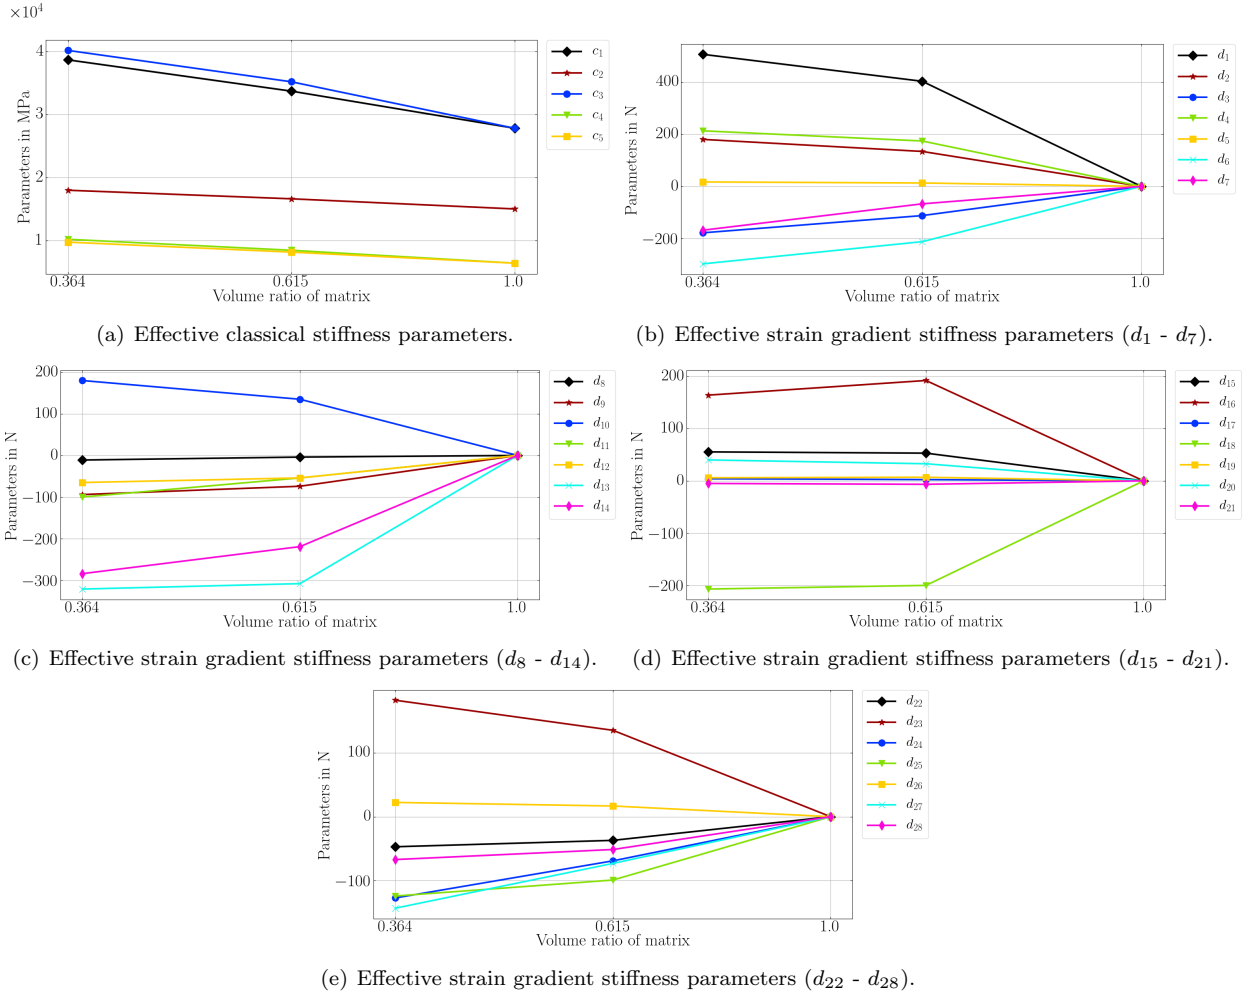 ×10⁴
4
3
2
1
Parameters in MPa
0.364 0.615 1.0
Volume ratio of matrix
c₁
c₂
c₃
c₄
c₅
(a) Effective classical stiffness parameters.
400
200
0
−200
Parameters in N
0.364 0.615 1.0
Volume ratio of matrix
d₁
d₂
d₃
d₄
d₅
d₆
d₇
(b) Effective strain gradient stiffness parameters (d₁ - d₇).
200
100
0
−100
−200
−300
Parameters in N
0.364 0.615 1.0
Volume ratio of matrix
d₈
d₉
d₁₀
d₁₁
d₁₂
d₁₃
d₁₄
(c) Effective strain gradient stiffness parameters (d₈ - d₁₄).
200
100
0
−100
−200
Parameters in N
0.364 0.615 1.0
Volume ratio of matrix
d₁₅
d₁₆
d₁₇
d₁₈
d₁₉
d₂₀
d₂₁
(d) Effective strain gradient stiffness parameters (d₁₅ - d₂₁).
100
0
−100
Parameters in N
0.364 0.615 1.0
Volume ratio of matrix
d₂₂
d₂₃
d₂₄
d₂₅
d₂₆
d₂₇
d₂₈
(e) Effective strain gradient stiffness parameters (d₂₂ - d₂₈).